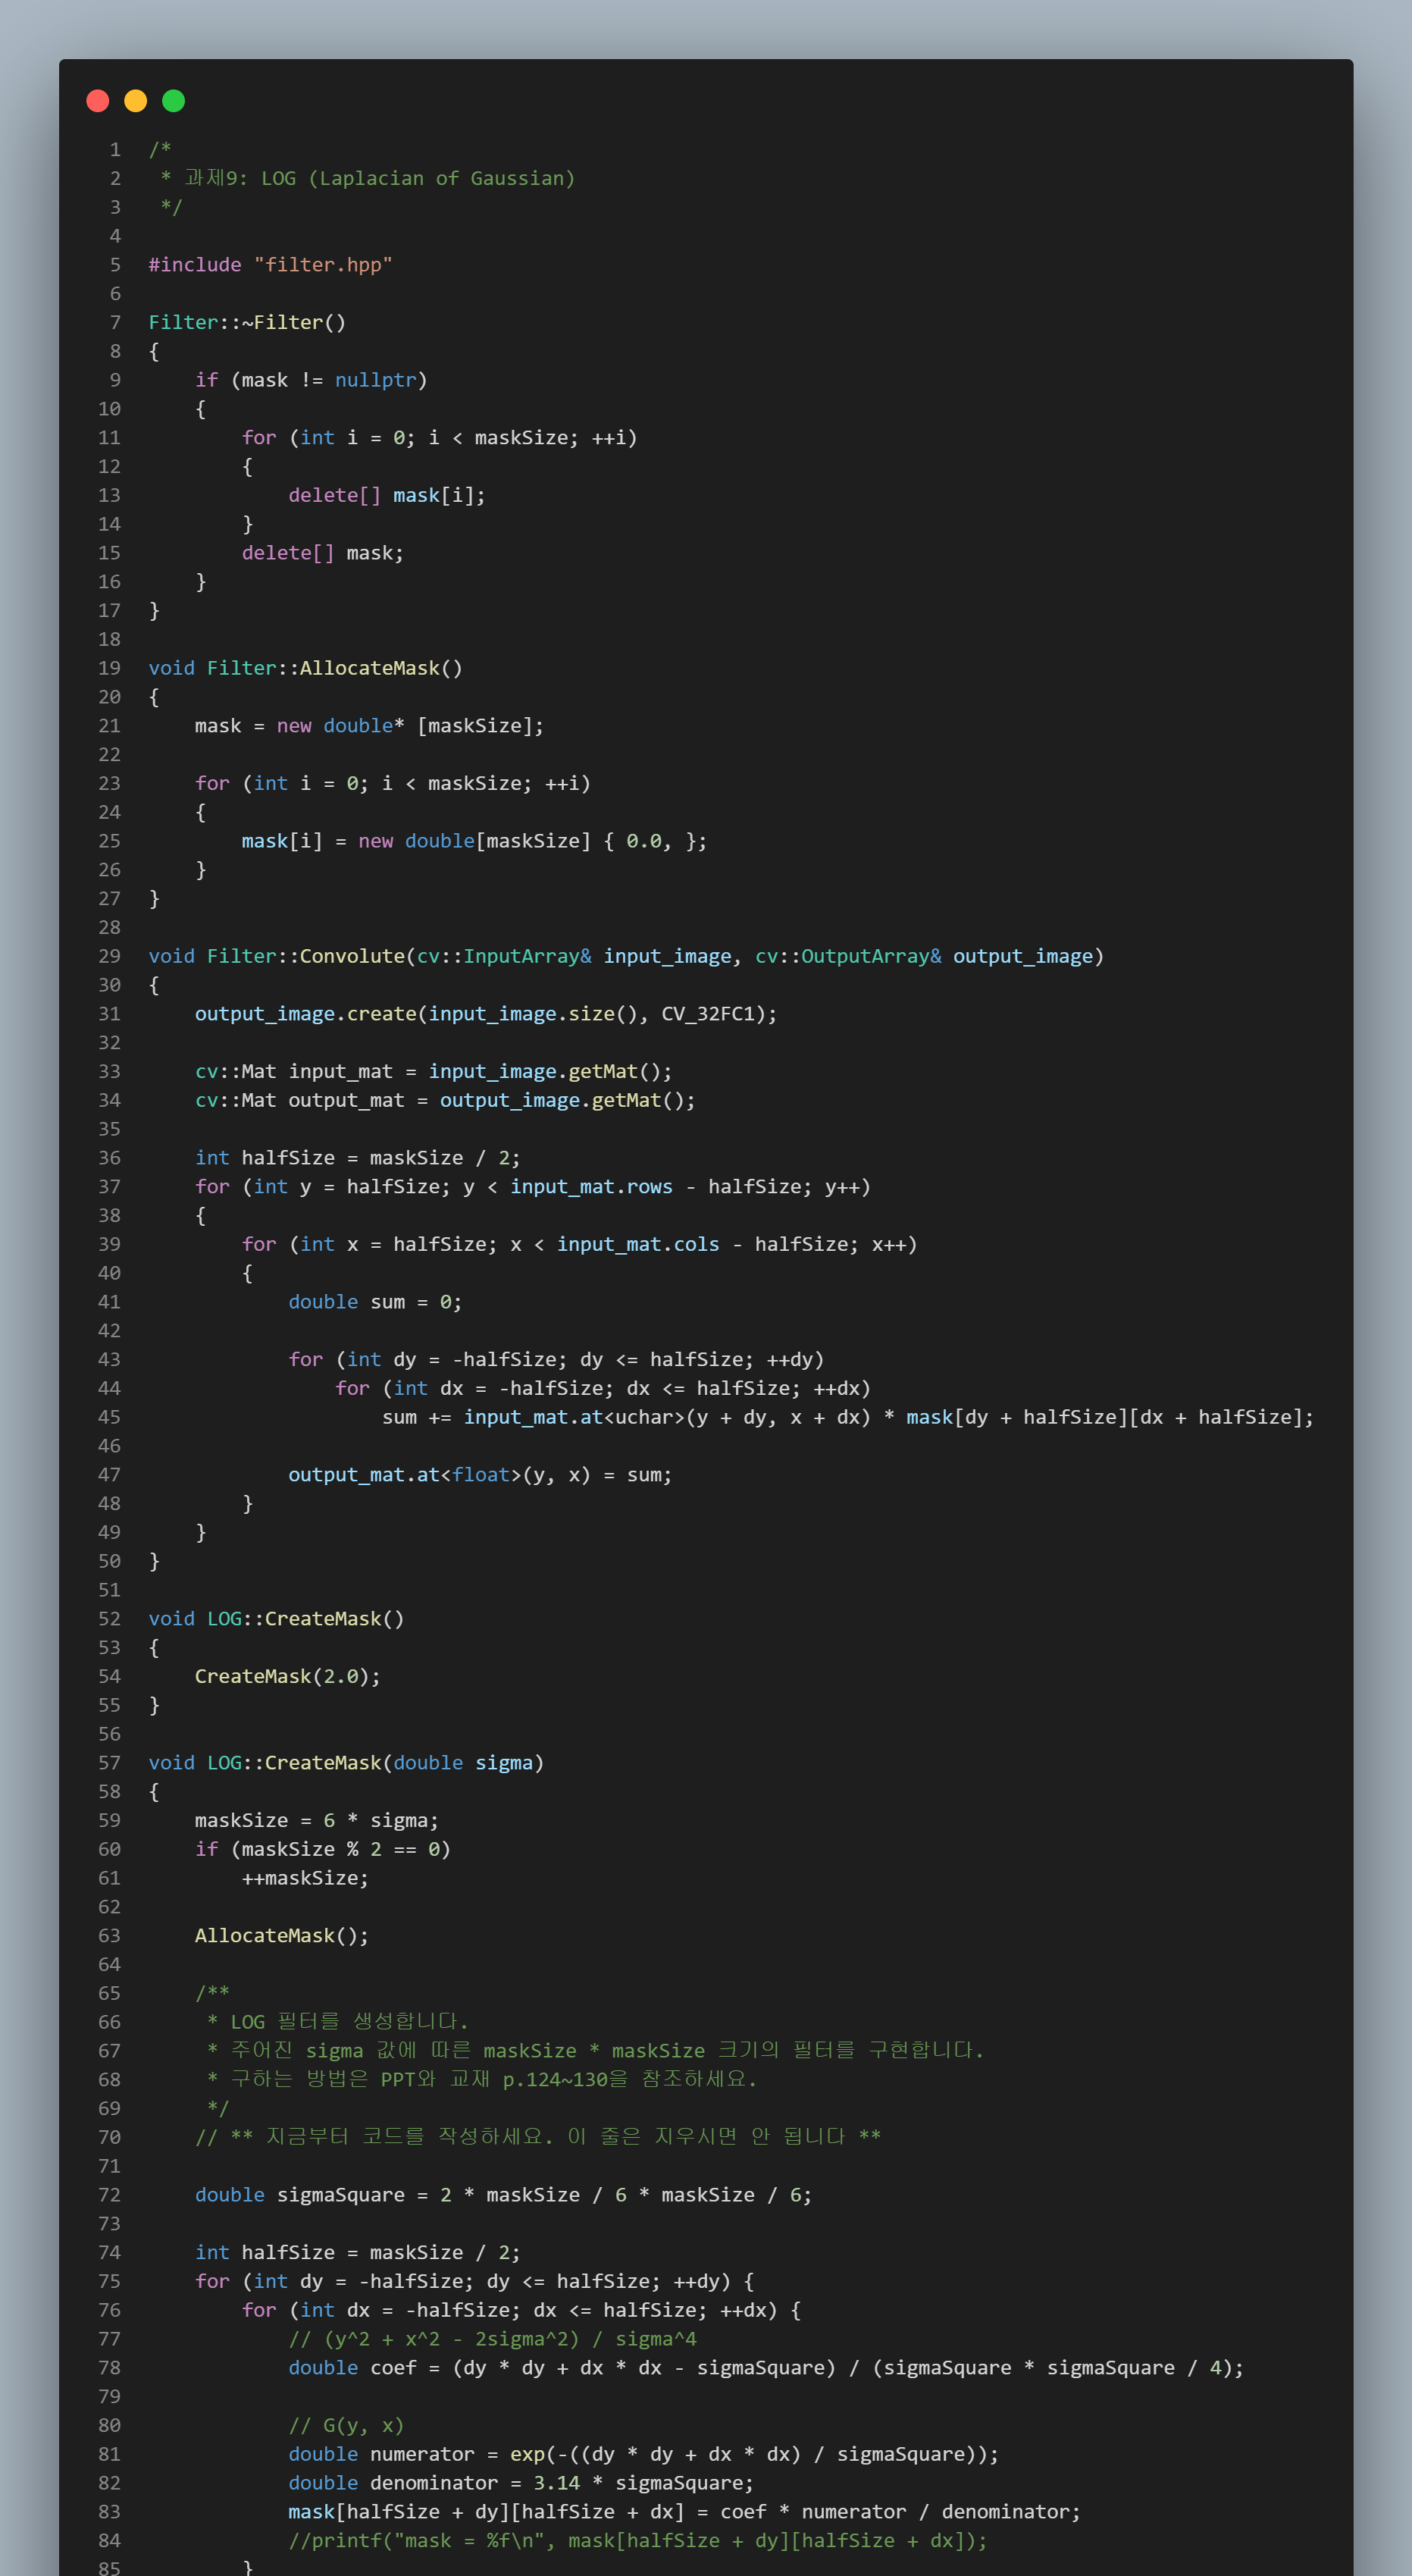 1 /*
2  * 과제9: LOG (Laplacian of Gaussian)
3  */
4
5 #include "filter.hpp"
6
7 Filter::~Filter()
8 {
9     if (mask != nullptr)
10     {
11         for (int i = 0; i < maskSize; ++i)
12         {
13             delete[] mask[i];
14         }
15         delete[] mask;
16     }
17 }
18
19 void Filter::AllocateMask()
20 {
21     mask = new double* [maskSize];
22
23     for (int i = 0; i < maskSize; ++i)
24     {
25         mask[i] = new double[maskSize] { 0.0, };
26     }
27 }
28
29 void Filter::Convolute(cv::InputArray& input_image, cv::OutputArray& output_image)
30 {
31     output_image.create(input_image.size(), CV_32FC1);
32
33     cv::Mat input_mat = input_image.getMat();
34     cv::Mat output_mat = output_image.getMat();
35
36     int halfSize = maskSize / 2;
37     for (int y = halfSize; y < input_mat.rows - halfSize; y++)
38     {
39         for (int x = halfSize; x < input_mat.cols - halfSize; x++)
40         {
41             double sum = 0;
42
43             for (int dy = -halfSize; dy <= halfSize; ++dy)
44                 for (int dx = -halfSize; dx <= halfSize; ++dx)
45                     sum += input_mat.at<uchar>(y + dy, x + dx) * mask[dy + halfSize][dx + halfSize];
46
47             output_mat.at<float>(y, x) = sum;
48         }
49     }
50 }
51
52 void LOG::CreateMask()
53 {
54     CreateMask(2.0);
55 }
56
57 void LOG::CreateMask(double sigma)
58 {
59     maskSize = 6 * sigma;
60     if (maskSize % 2 == 0)
61         ++maskSize;
62
63     AllocateMask();
64
65     /**
66      * LOG 필터를 생성합니다.
67      * 주어진 sigma 값에 따른 maskSize * maskSize 크기의 필터를 구현합니다.
68      * 구하는 방법은 PPT와 교재 p.124~130을 참조하세요.
69      */
70     // ** 지금부터 코드를 작성하세요. 이 줄은 지우시면 안 됩니다 **
71
72     double sigmaSquare = 2 * maskSize / 6 * maskSize / 6;
73
74     int halfSize = maskSize / 2;
75     for (int dy = -halfSize; dy <= halfSize; ++dy) {
76         for (int dx = -halfSize; dx <= halfSize; ++dx) {
77             // (y^2 + x^2 - 2sigma^2) / sigma^4
78             double coef = (dy * dy + dx * dx - sigmaSquare) / (sigmaSquare * sigmaSquare / 4);
79
80             // G(y, x)
81             double numerator = exp(-((dy * dy + dx * dx) / sigmaSquare));
82             double denominator = 3.14 * sigmaSquare;
83             mask[halfSize + dy][halfSize + dx] = coef * numerator / denominator;
84             //printf("mask = %f\n", mask[halfSize + dy][halfSize + dx]);
85         }